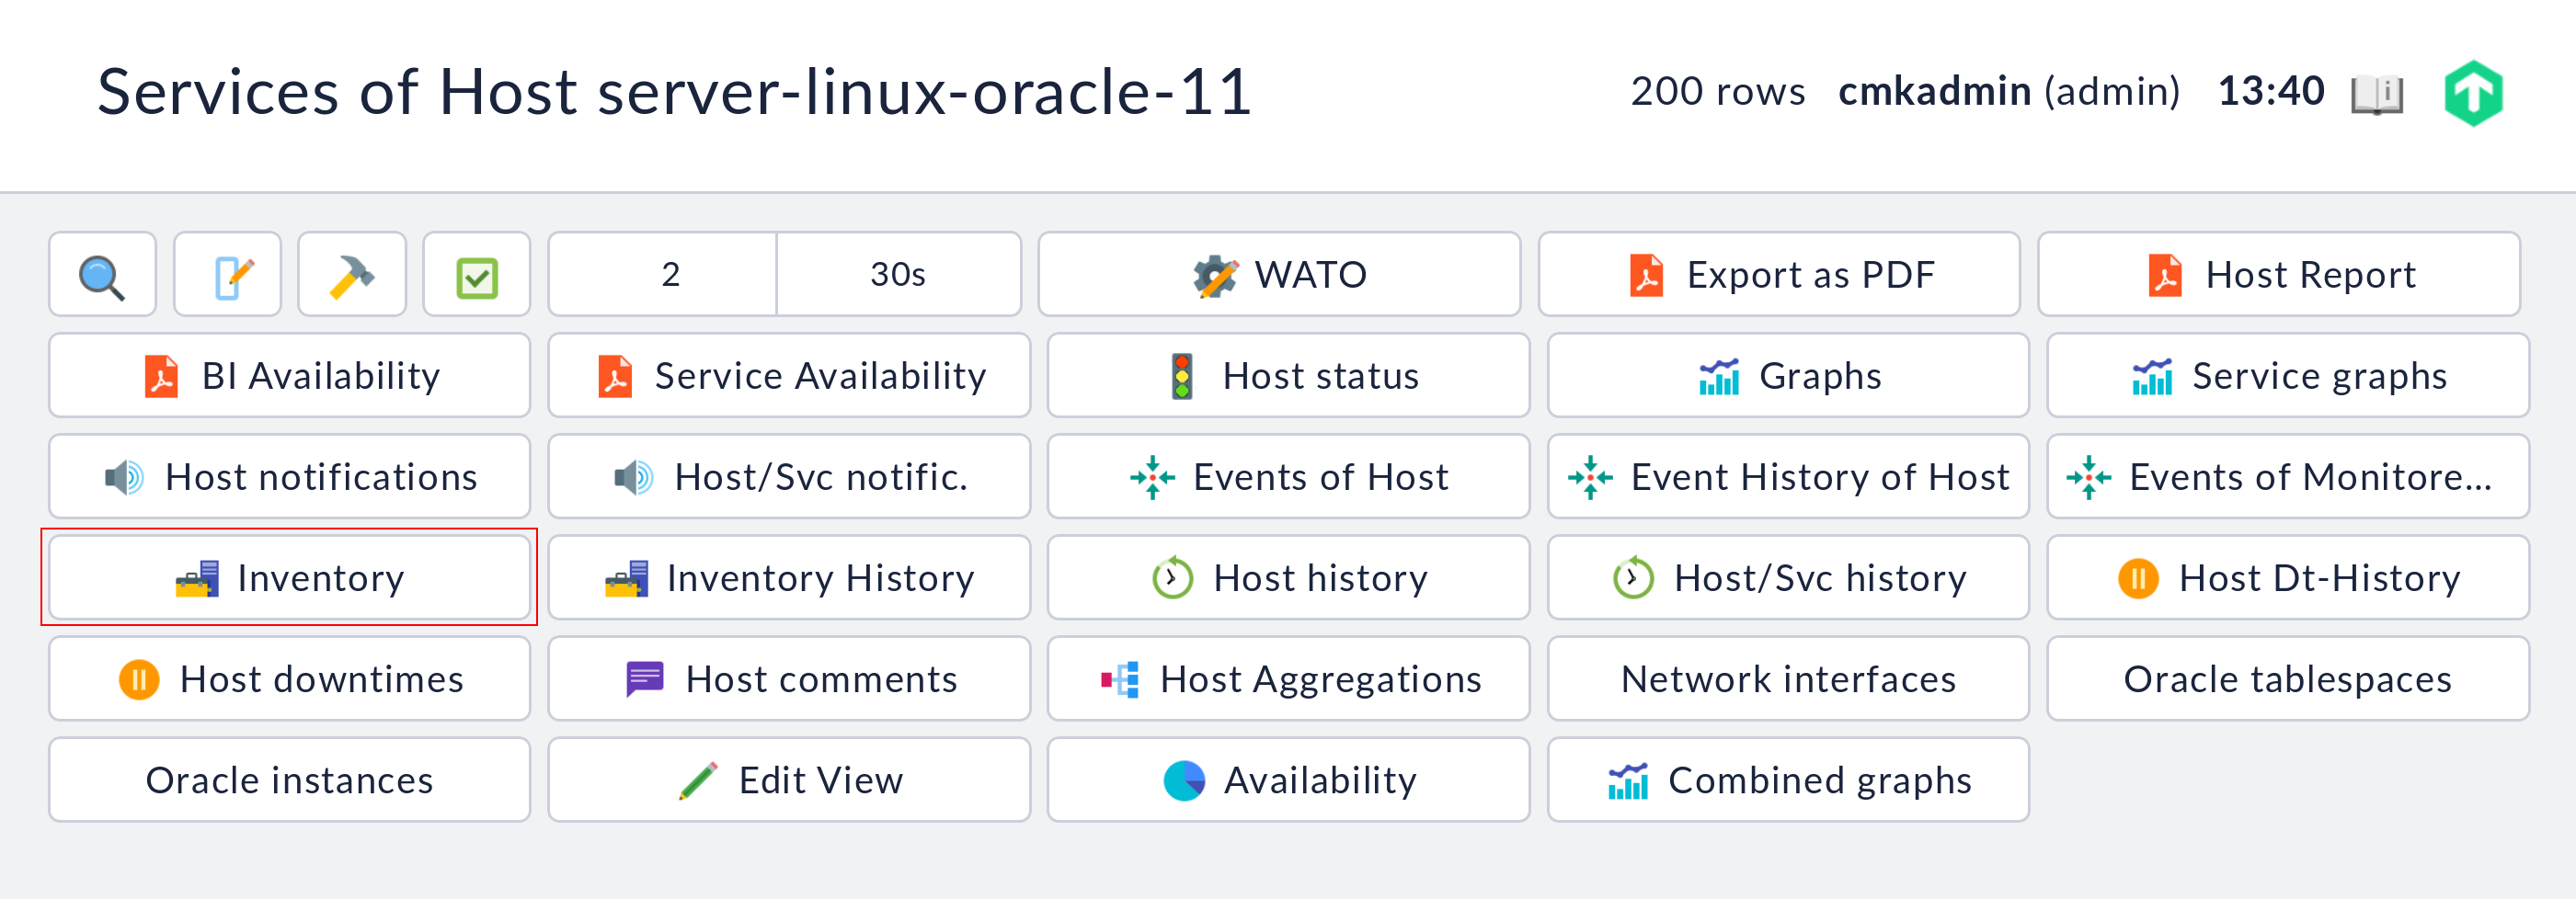 Services of Host server-linux-oracle-11 200 rows cmkadmin (admin) 13:40
2 30s WATO Export as PDF Host Report
BI Availability Service Availability Host status Graphs Service graphs
Host notifications Host/Svc notific. Events of Host Event History of Host Events of Monitore...
Inventory Inventory History Host history Host/Svc history Host Dt-History
Host downtimes Host comments Host Aggregations Network interfaces Oracle tablespaces
Oracle instances Edit View Availability Combined graphs